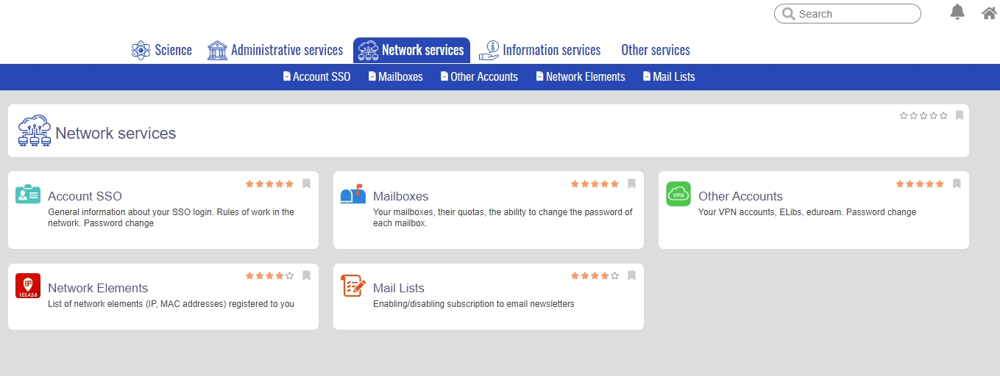 Search
Science Administrative services Network services Information services Other services
Account SSO Mailboxes Other Accounts Network Elements Mail Lists
Network services
Account SSO
General information about your SSO login. Rules of work in the
network. Password change
Mailboxes
Your mailboxes, their quotas, the ability to change the password of
each mailbox.
VPN
Other Accounts
Your VPN accounts, ELibs, eduroam. Password change
IP
123.4.5.6
Network Elements
List of network elements (IP, MAC addresses) registered to you
Mail Lists
Enabling/disabling subscription to email newsletters